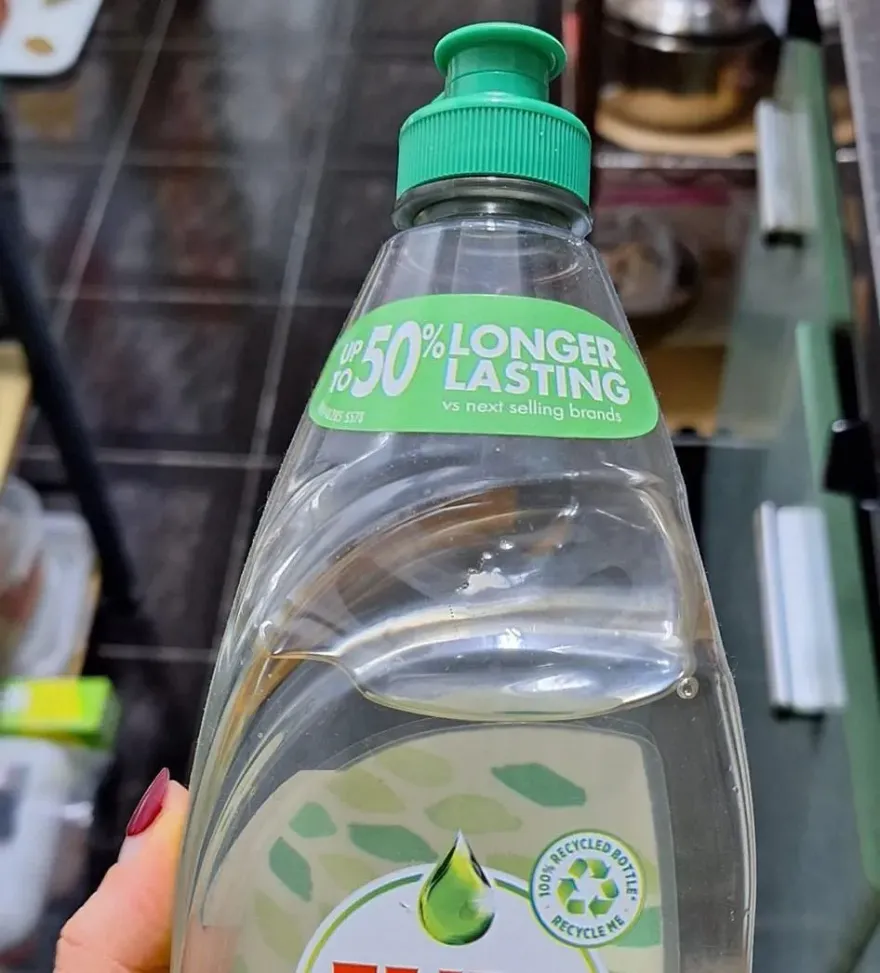 UP TO 50% LONGER
LASTING
vs next selling brands
100% RECYCLED BOTTLE*
RECYCLE ME